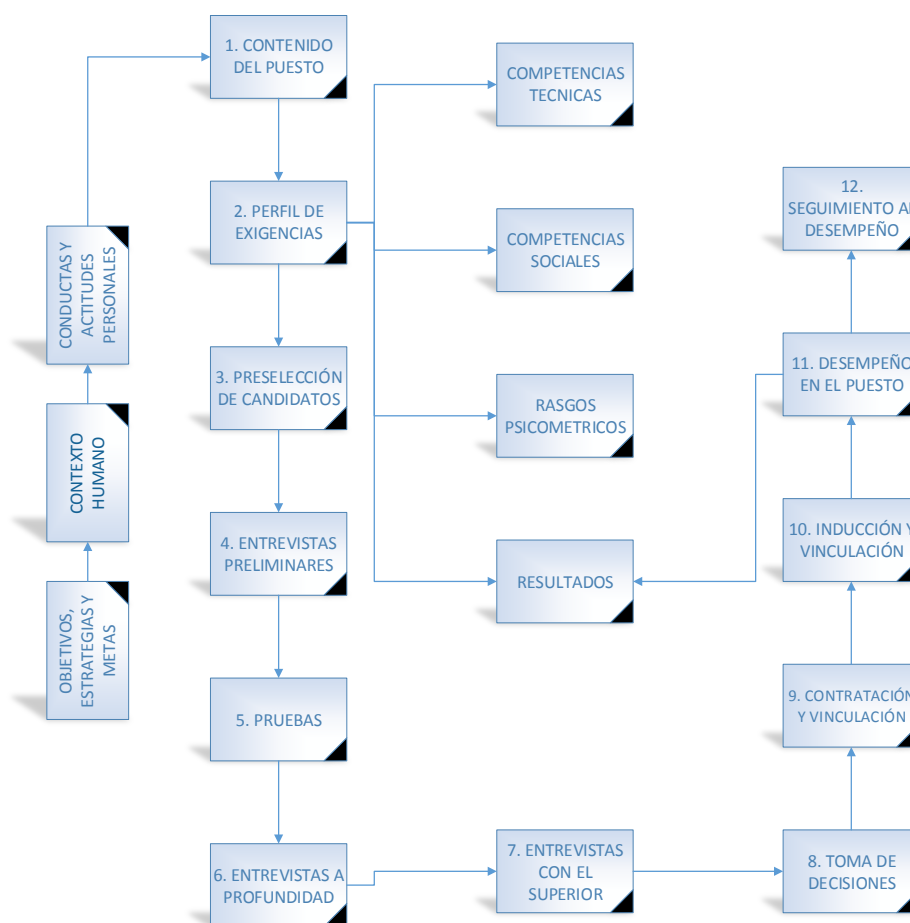 1. CONTENIDO
DEL PUESTO
COMPETENCIAS
TECNICAS
2. PERFIL DE
EXIGENCIAS
COMPETENCIAS
SOCIALES
12.
SEGUIMIENTO AL
DESEMPEÑO
CONDUCTAS Y
ACTITUDES
PERSONALES
3. PRESELECCIÓN
DE CANDIDATOS
RASGOS
PSICOMETRICOS
11. DESEMPEÑO
EN EL PUESTO
CONTEXTO
HUMANO
4. ENTREVISTAS
PRELIMINARES
RESULTADOS
10. INDUCCIÓN Y
VINCULACIÓN
OBJETIVOS,
ESTRATEGIAS Y
METAS
5. PRUEBAS
9. CONTRATACIÓN
Y VINCULACIÓN
6. ENTREVISTAS A
PROFUNDIDAD
7. ENTREVISTAS
CON EL
SUPERIOR
8. TOMA DE
DECISIONES